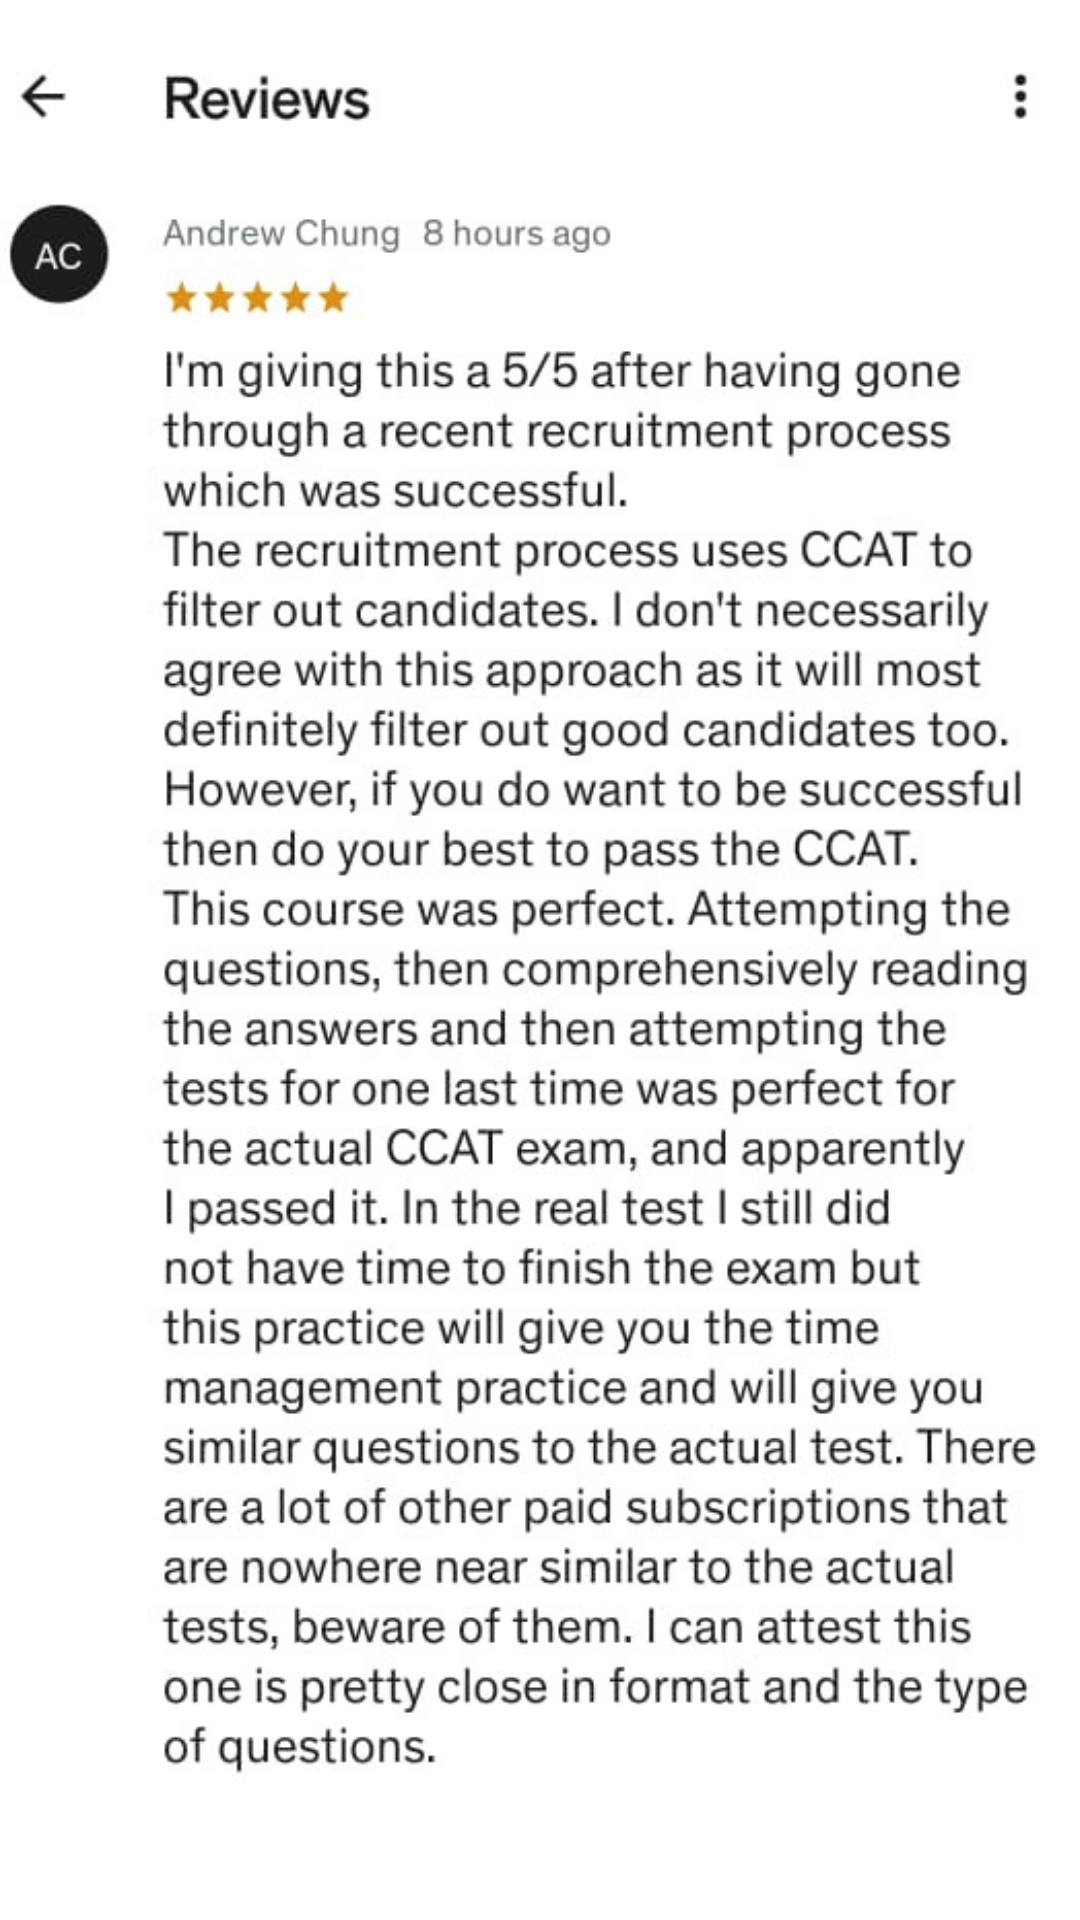 Reviews
AC
Andrew Chung 8 hours ago
I'm giving this a 5/5 after having gone
through a recent recruitment process
which was successful.
The recruitment process uses CCAT to
filter out candidates. I don't necessarily
agree with this approach as it will most
definitely filter out good candidates too.
However, if you do want to be successful
then do your best to pass the CCAT.
This course was perfect. Attempting the
questions, then comprehensively reading
the answers and then attempting the
tests for one last time was perfect for
the actual CCAT exam, and apparently
I passed it. In the real test I still did
not have time to finish the exam but
this practice will give you the time
management practice and will give you
similar questions to the actual test. There
are a lot of other paid subscriptions that
are nowhere near similar to the actual
tests, beware of them. I can attest this
one is pretty close in format and the type
of questions.